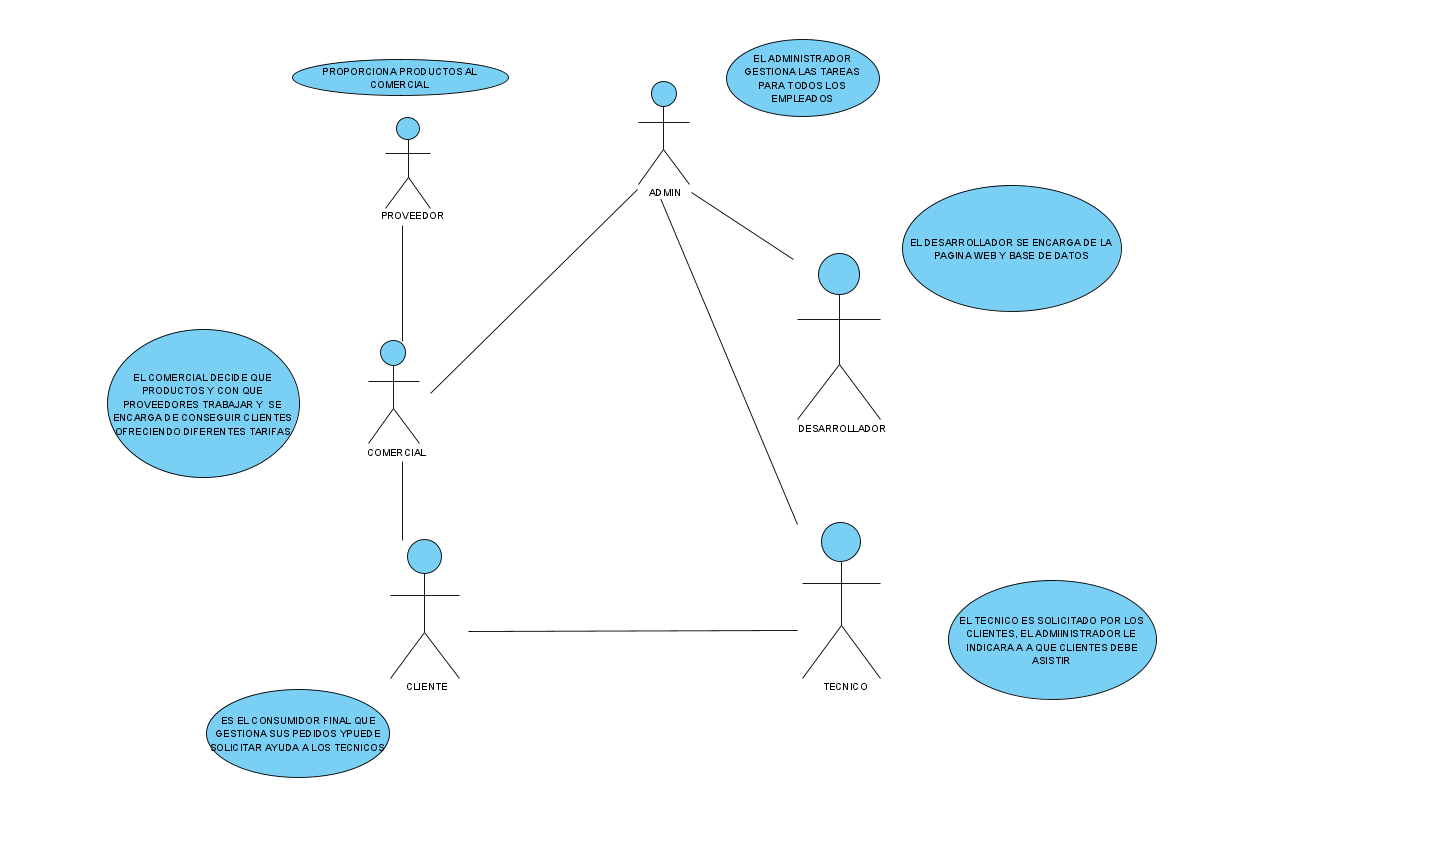 PROPORCIONA PRODUCTOS AL
COMERCIAL
EL ADMINISTRADOR
GESTIONA LAS TAREAS
PARA TODOS LOS
EMPLEADOS
ADMIN
PROVEEDOR
EL DESARROLLADOR SE ENCARGA DE LA
PAGINA WEB Y BASE DE DATOS
DESARROLLADOR
EL COMERCIAL DECIDE QUE
PRODUCTOS Y CON QUE
PROVEEDORES TRABAJAR Y SE
ENCARGA DE CONSEGUIR CLIENTES
OFRECIENDO DIFERENTES TARIFAS
COMERCIAL
EL TECNICO ES SOLICITADO POR LOS
CLIENTES, EL ADMINISTRADOR LE
INDICARA A A QUE CLIENTES DEBE
ASISTIR
CLIENTE
TECNICO
ES EL CONSUMIDOR FINAL QUE
GESTIONA SUS PEDIDOS YPUEDE
SOLICITAR AYUDA A LOS TECNICOS